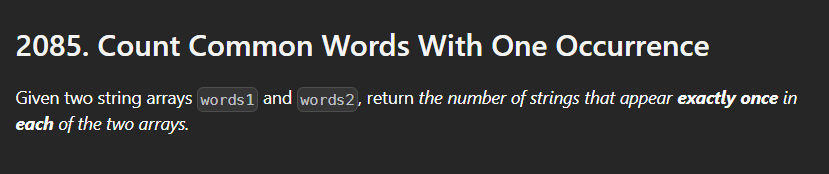 2085. Count Common Words With One Occurrence
Given two string arrays words1 and words2, return the number of strings that appear exactly once in
each of the two arrays.